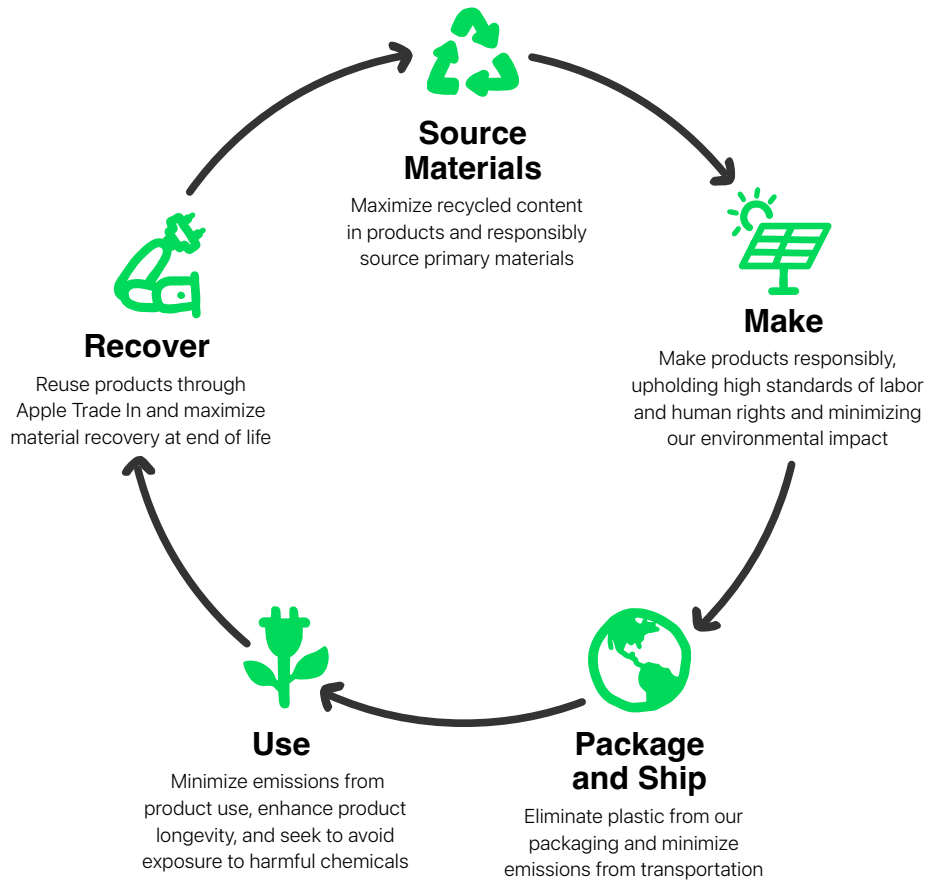 Source
Materials
Maximize recycled content
in products and responsibly
source primary materials
Make
Make products responsibly,
upholding high standards of labor
and human rights and minimizing
our environmental impact
Package
and Ship
Eliminate plastic from our
packaging and minimize
emissions from transportation
Use
Minimize emissions from
product use, enhance product
longevity, and seek to avoid
exposure to harmful chemicals
Recover
Reuse products through
Apple Trade In and maximize
material recovery at end of life